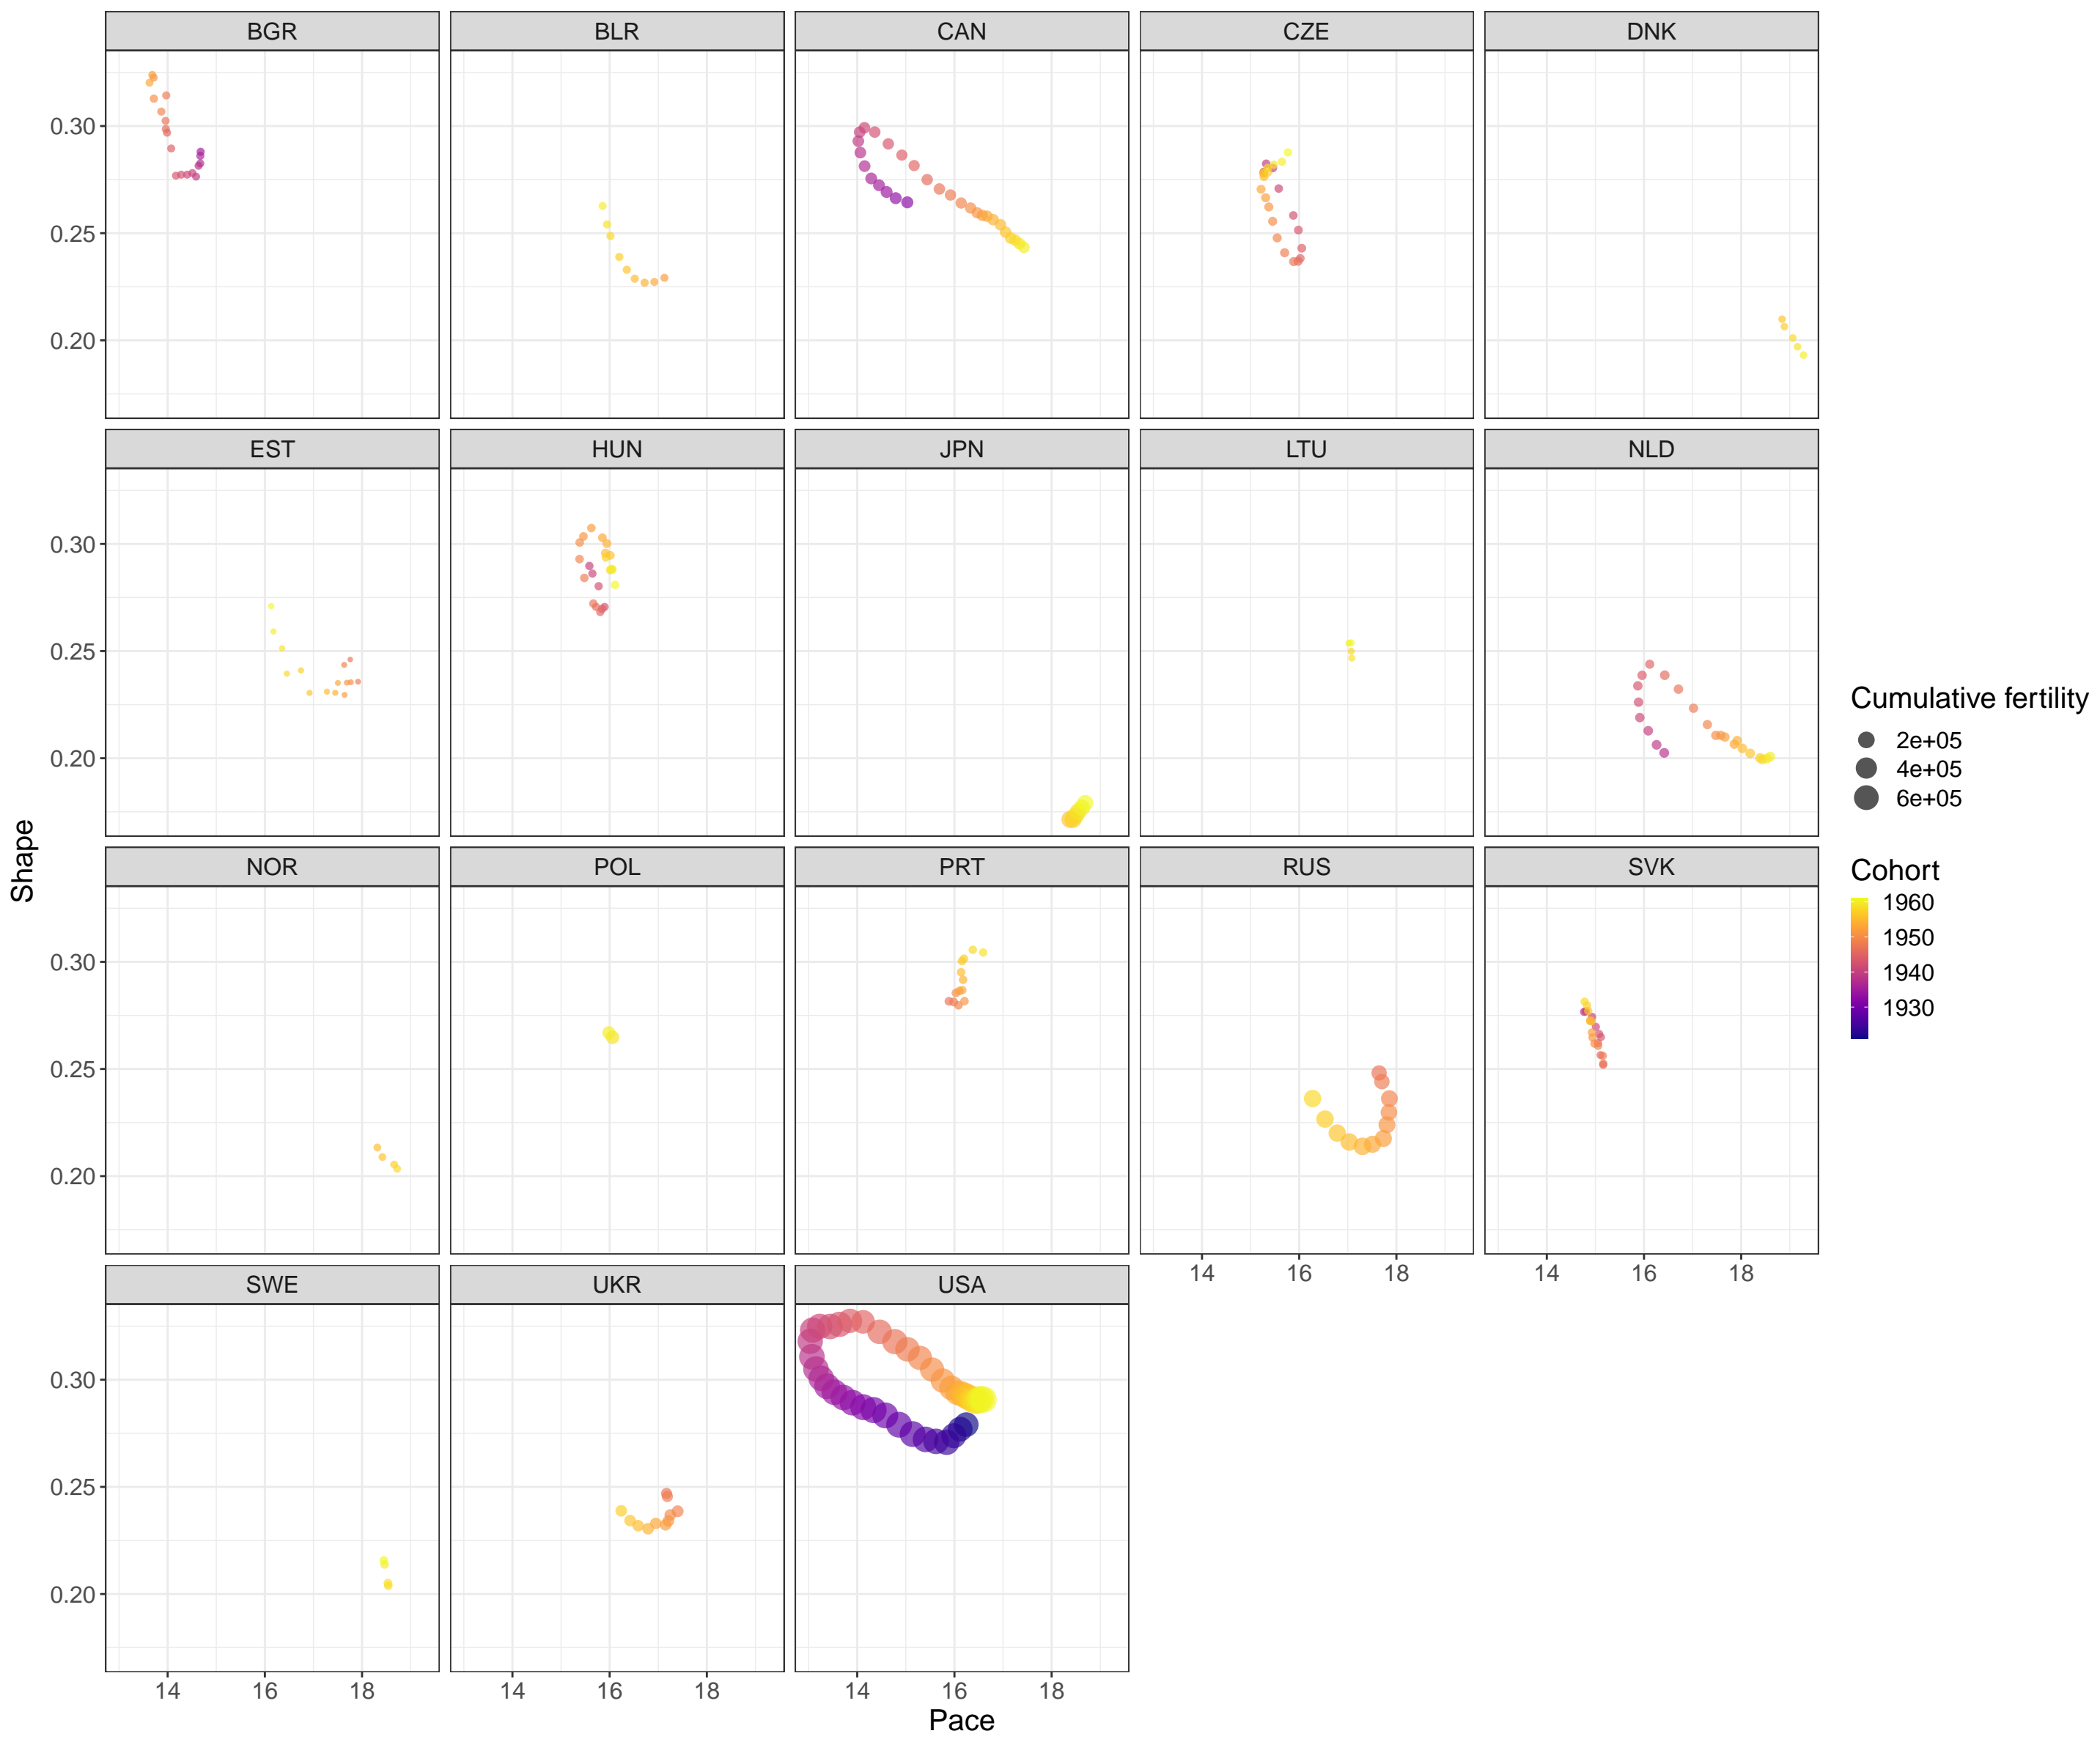 BGR BLR CAN CZE DNK
0.30
0.25
0.20
EST HUN JPN LTU NLD
0.30
0.25
0.20
NOR POL PRT RUS SVK
0.30
0.25
0.20
14 16 18 14 16 18
SWE UKR USA
0.30
0.25
0.20
14 16 18 14 16 18 14 16 18
Pace
Shape
Cumulative fertility
2e+05
4e+05
6e+05
Cohort
1960
1950
1940
1930